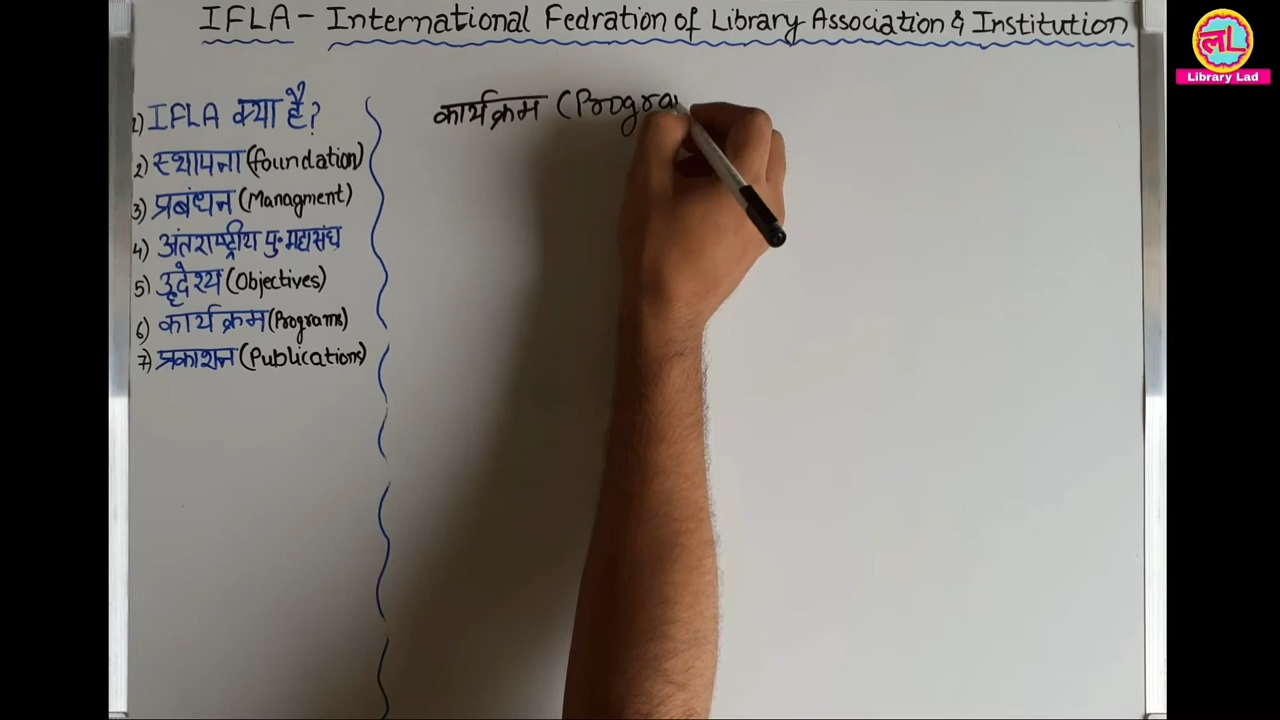 IFLA - International Fedration of Library Association & Institution
लL
Library Lad
1) IFLA क्या है?
2) स्थापना (foundation)
3) प्रबंधन (Managment)
4) अंतराष्ट्रीय पु॰ महासंघ
5) उद्देश्य (Objectives)
6) कार्यक्रम (Programs)
7) प्रकाशन (Publications)
कार्यक्रम (Progra